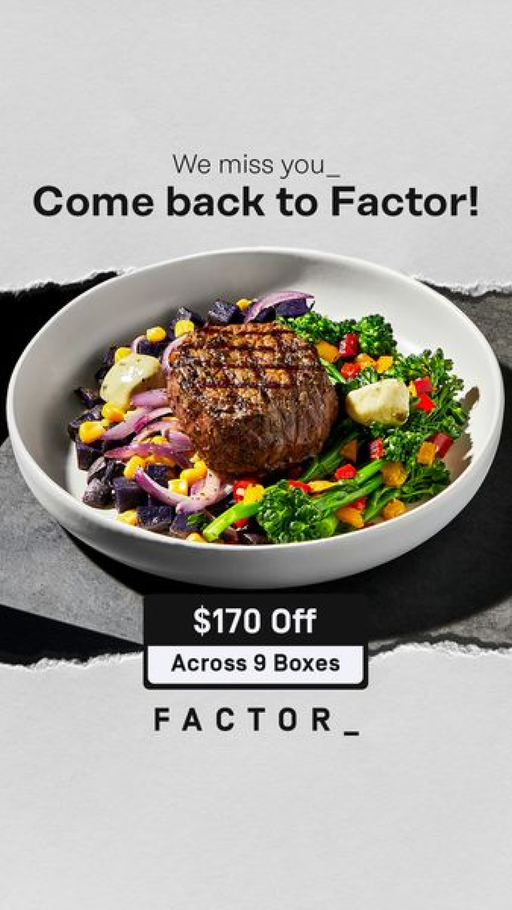 We miss you_
Come back to Factor!
$170 Off
Across 9 Boxes
FACTOR_